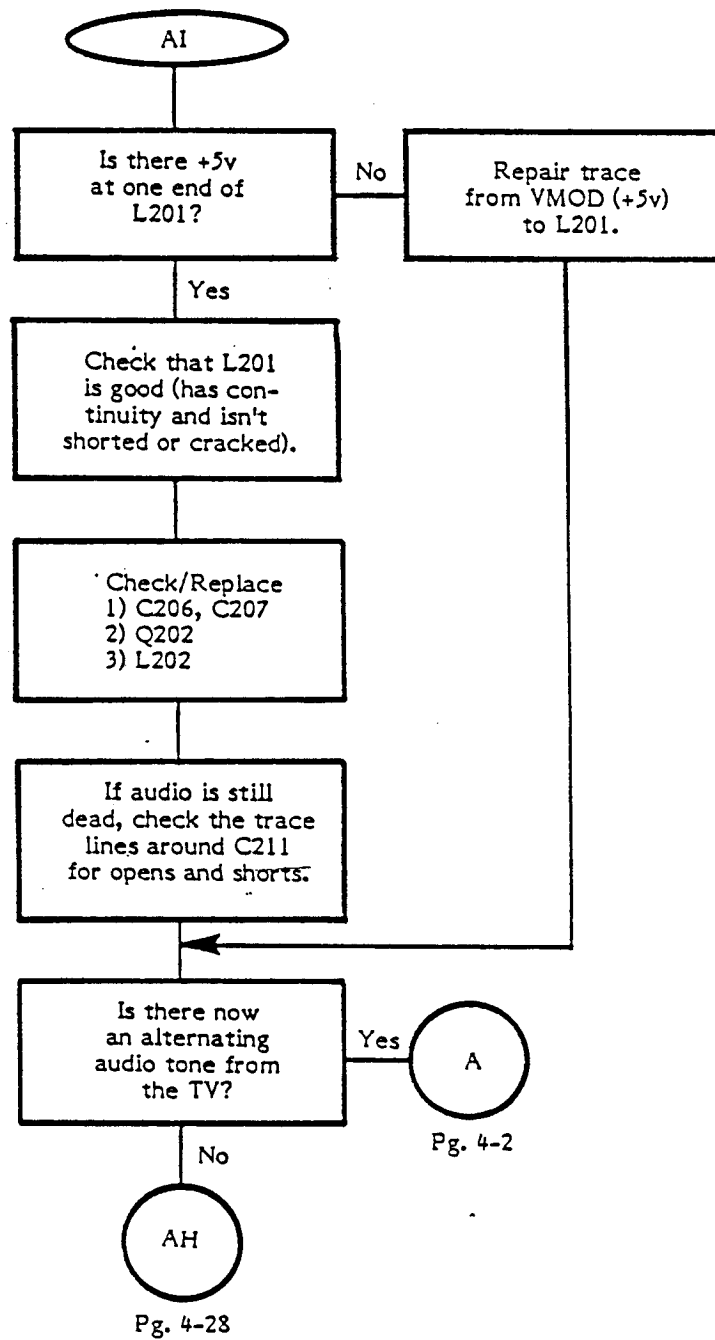 AI
Is there +5v
at one end of
L201?
No
Repair trace
from VMOD (+5v)
to L201.
Yes
Check that L201
is good (has con-
tinuity and isn't
shorted or cracked).
Check/Replace
1) C206, C207
2) Q202
3) L202
If audio is still
dead, check the trace
lines around C211
for opens and shorts.
Is there now
an alternating
audio tone from
the TV?
Yes
A
Pg. 4-2
No
AH
Pg. 4-28